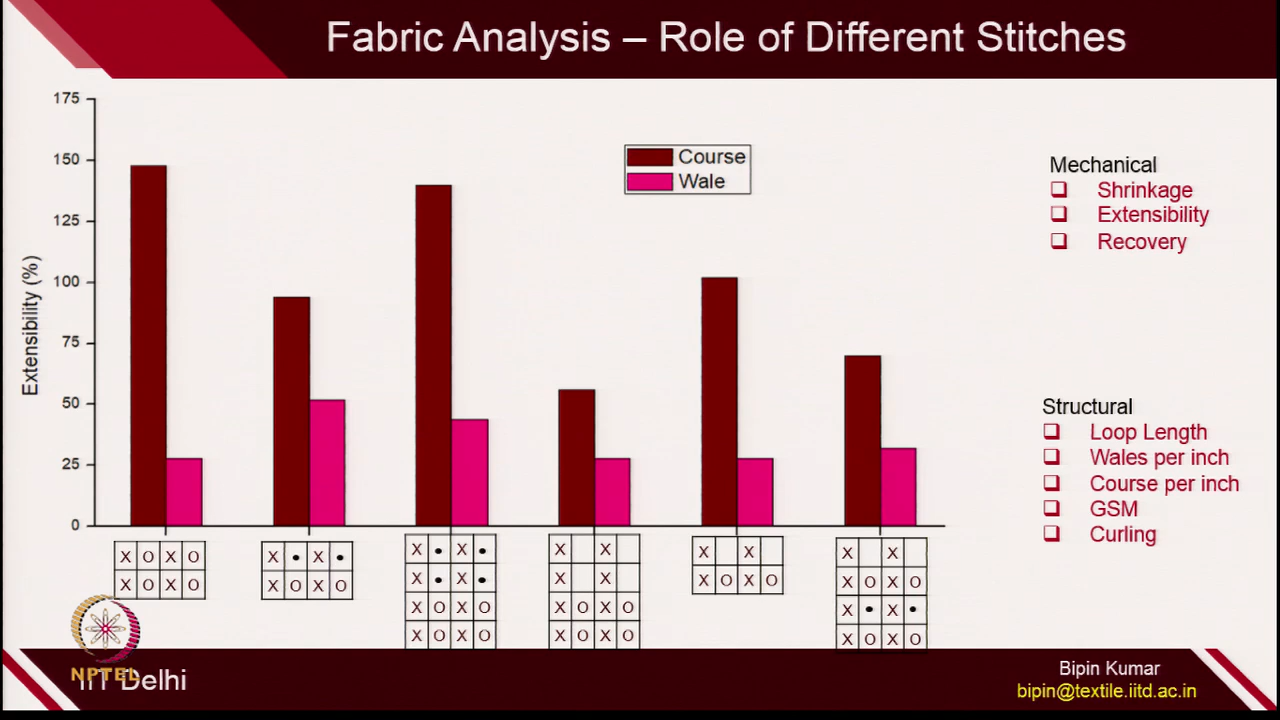 Fabric Analysis – Role of Different Stitches
175
150
125
100
75
50
25
0
Extensibility (%)
Course
Wale
Mechanical
❑ Shrinkage
❑ Extensibility
❑ Recovery
Structural
❑ Loop Length
❑ Wales per inch
❑ Course per inch
❑ GSM
❑ Curling
X O X O
X O X O
X • X •
X O X O
X • X •
X • X •
X O X O
X O X O
X X
X X
X O X O
X O X O
X X
X O X O
X X
X O X O
X • X •
X O X O
NPTEL
IIT Delhi
Bipin Kumar
bipin@textile.iitd.ac.in